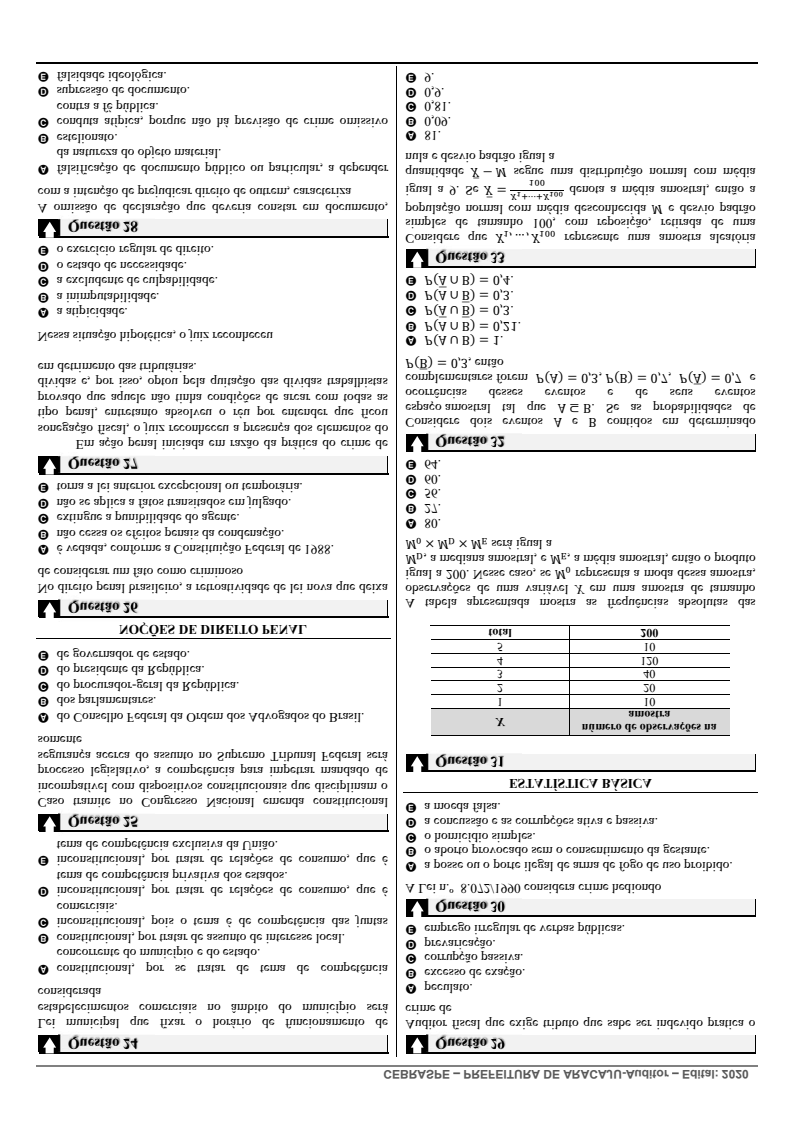 CEBRASPE – PREFEITURA DE ARACAJU-Auditor – Edital: 2020
Questão 24
Lei municipal que fixar o horário de funcionamento de
estabelecimentos comerciais no âmbito do município será
considerada
A constitucional, por se tratar de tema de competência
concorrente do município e do estado.
B constitucional, por tratar de assunto de interesse local.
C inconstitucional, pois o tema é de competência das juntas
comerciais.
D inconstitucional, por tratar de relações de consumo, que é
tema de competência privativa dos estados.
E inconstitucional, por tratar de relações de consumo, que é
tema de competência exclusiva da União.
Questão 25
Caso tramite no Congresso Nacional emenda constitucional
incompatível com dispositivos constitucionais que disciplinam o
processo legislativo, a competência para impetrar mandado de
segurança acerca do assunto no Supremo Tribunal Federal será
somente
A do Conselho Federal da Ordem dos Advogados do Brasil.
B dos parlamentares.
C do procurador-geral da República.
D do presidente da República.
E de governador de estado.
NOÇÕES DE DIREITO PENAL
Questão 26
No direito penal brasileiro, a retroatividade de lei nova que deixa
de considerar um fato como criminoso
A é vedada, conforme a Constituição Federal de 1988.
B não cessa os efeitos penais da condenação.
C extingue a punibilidade do agente.
D não se aplica a fatos transitados em julgado.
E torna a lei anterior excepcional ou temporária.
Questão 27
Em ação penal iniciada em razão da prática do crime de
sonegação fiscal, o juiz reconheceu a presença dos elementos do
tipo penal, entretanto absolveu o réu por entender que ficou
provado que aquele não tinha condições de arcar com todas as
dívidas e, por isso, optou pela quitação das dívidas trabalhistas
em detrimento das tributárias.
Nessa situação hipotética, o juiz reconheceu
A a atipicidade.
B a inimputabilidade.
C a excludente de culpabilidade.
D o estado de necessidade.
E o exercício regular de direito.
Questão 28
A omissão de declaração que deveria constar em documento,
com a intenção de prejudicar direito de outrem, caracteriza
A falsificação de documento público ou particular, a depender
da natureza do objeto material.
B estelionato.
C conduta atípica, porque não há previsão de crime omissivo
contra a fé pública.
D supressão de documento.
E falsidade ideológica.
Questão 29
Auditor fiscal que exige tributo que sabe ser indevido pratica o
crime de
A peculato.
B excesso de exação.
C corrupção passiva.
D prevaricação.
E emprego irregular de verbas públicas.
Questão 30
A Lei n.º 8.072/1990 considera crime hediondo
A a posse ou o porte ilegal de arma de fogo de uso proibido.
B o aborto provocado sem o consentimento da gestante.
C o homicídio simples.
D a concussão e as corrupções ativa e passiva.
E a moeda falsa.
ESTATÍSTICA BÁSICA
Questão 31
X número de observações na
amostra
1 10
2 20
3 40
4 120
5 10
total 200
A tabela apresentada mostra as frequências absolutas das
observações de uma variável X em uma amostra de tamanho
igual a 200. Nesse caso, se M₀ representa a moda dessa amostra,
M_D, a mediana amostral, e M_E, a média amostral, então o produto
M₀ × M_D × M_E será igual a
A 80.
B 27.
C 56.
D 60.
E 64.
Questão 32
Considere dois eventos A e B contidos em determinado
espaço amostral tal que A ⊆ B. Se as probabilidades de
ocorrências desses eventos e de seus eventos
complementares forem P(A) = 0,3, P(B) = 0,7, P(A̅) = 0,7 e
P(B̅) = 0,3, então
A P(A ∪ B) = 1.
B P(A ∩ B) = 0,21.
C P(A ∪ B̅) = 0,3.
D P(A ∩ B̅) = 0,3.
E P(A̅ ∩ B) = 0,4.
Questão 33
Considere que X₁, ..., X₁₀₀ represente uma amostra aleatória
simples de tamanho 100, com reposição, retirada de uma
população normal com média desconhecida M e desvio padrão
igual a 9. Se X̅ = (X₁+⋯+X₁₀₀)/100 denota a média amostral, então a
quantidade X̅ − M segue uma distribuição normal com média
nula e desvio padrão igual a
A 81.
B 0,09.
C 0,81.
D 0,9.
E 9.